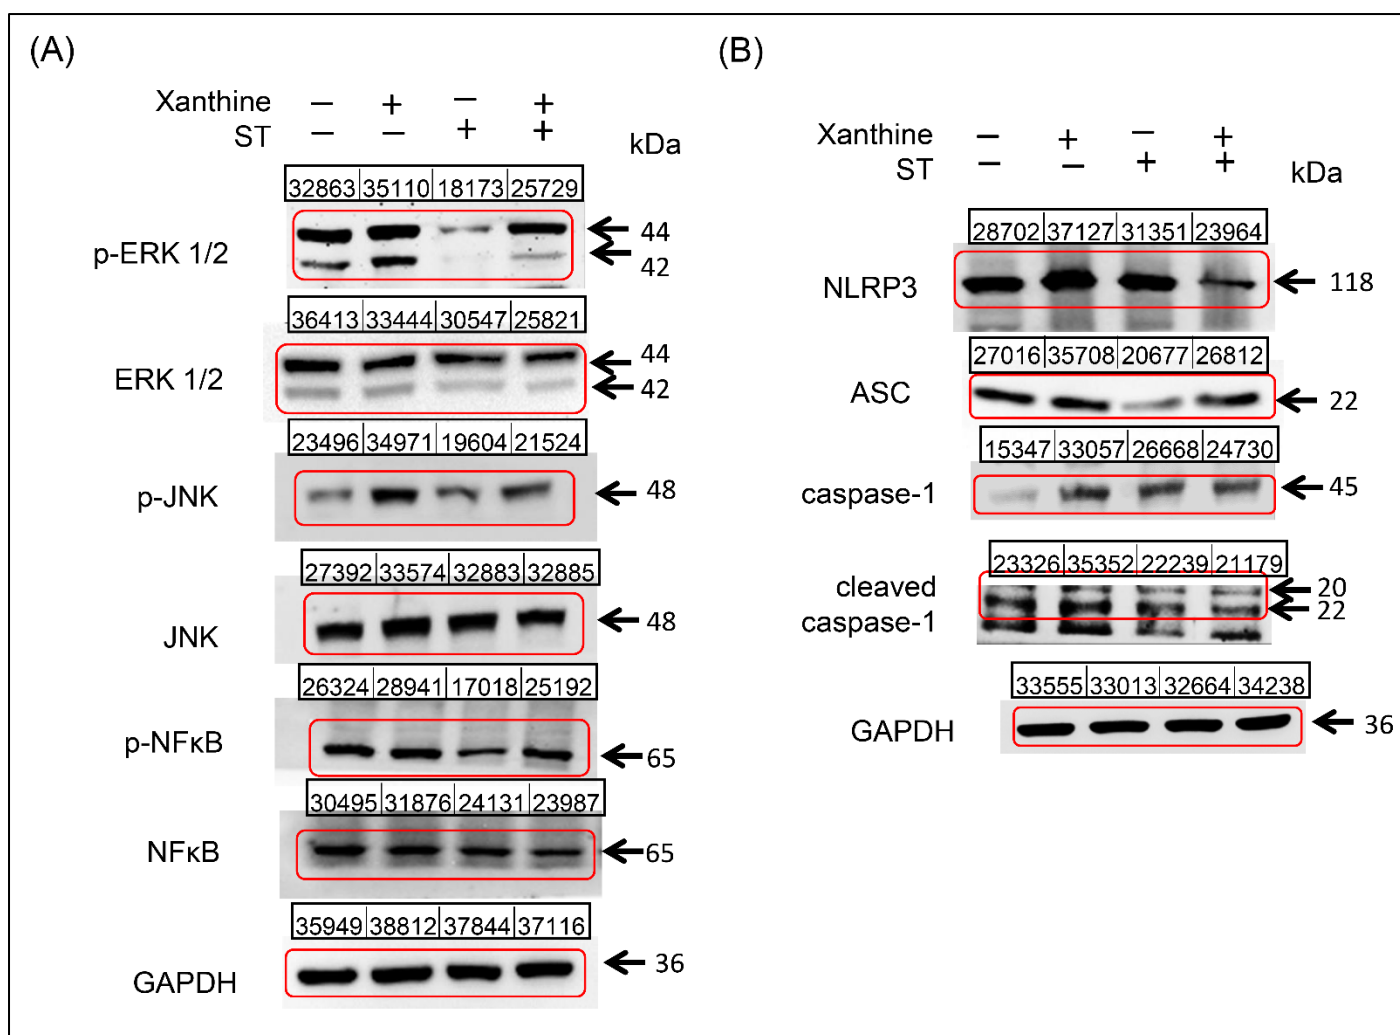 (A)
Xanthine − + − +
ST − − + +
kDa
32863 35110 18173 25729
p-ERK 1/2
44
42
36413 33444 30547 25821
ERK 1/2
44
42
23496 34971 19604 21524
p-JNK
48
27392 33574 32883 32885
JNK
48
26324 28941 17018 25192
p-NFκB
65
30495 31876 24131 23987
NFκB
65
35949 38812 37844 37116
GAPDH
36
(B)
Xanthine − + − +
ST − − + +
kDa
28702 37127 31351 23964
NLRP3
118
27016 35708 20677 26812
ASC
22
15347 33057 26668 24730
caspase-1
45
23326 35352 22239 21179
cleaved
caspase-1
20
22
33555 33013 32664 34238
GAPDH
36